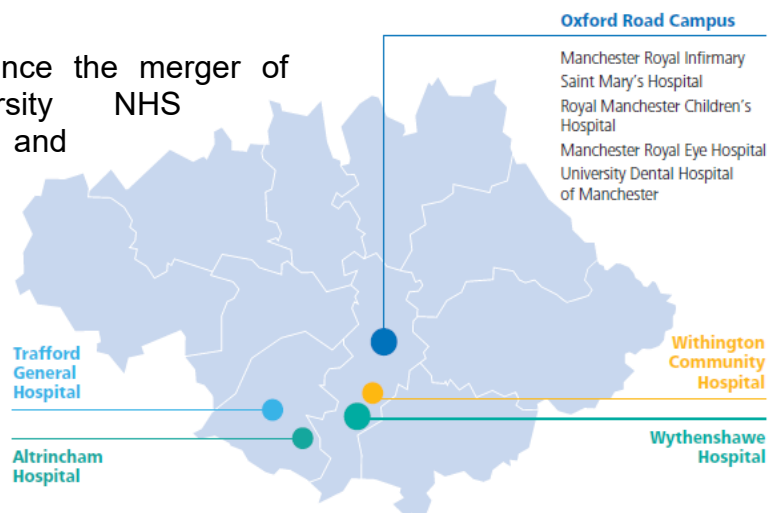 nce the merger of
rsity NHS
and
Oxford Road Campus
Manchester Royal Infirmary
Saint Mary's Hospital
Royal Manchester Children's
Hospital
Manchester Royal Eye Hospital
University Dental Hospital
of Manchester
Trafford
General
Hospital
Altrincham
Hospital
Withington
Community
Hospital
Wythenshawe
Hospital